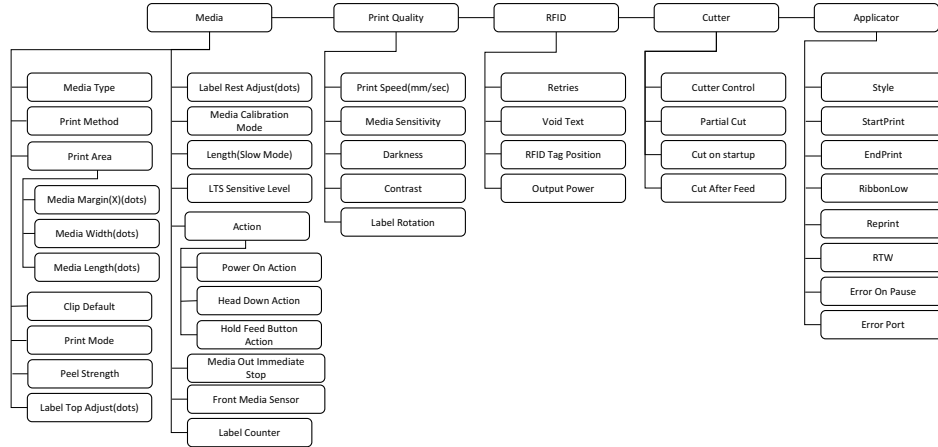 Media
Print Quality
RFID
Cutter
Applicator
Media Type
Print Method
Print Area
Media Margin(X)(dots)
Media Width(dots)
Media Length(dots)
Clip Default
Print Mode
Peel Strength
Label Top Adjust(dots)
Label Rest Adjust(dots)
Media Calibration
Mode
Length(Slow Mode)
LTS Sensitive Level
Action
Power On Action
Head Down Action
Hold Feed Button
Action
Media Out Immediate
Stop
Front Media Sensor
Label Counter
Print Speed(mm/sec)
Media Sensitivity
Darkness
Contrast
Label Rotation
Retries
Void Text
RFID Tag Position
Output Power
Cutter Control
Partial Cut
Cut on startup
Cut After Feed
Style
StartPrint
EndPrint
RibbonLow
Reprint
RTW
Error On Pause
Error Port